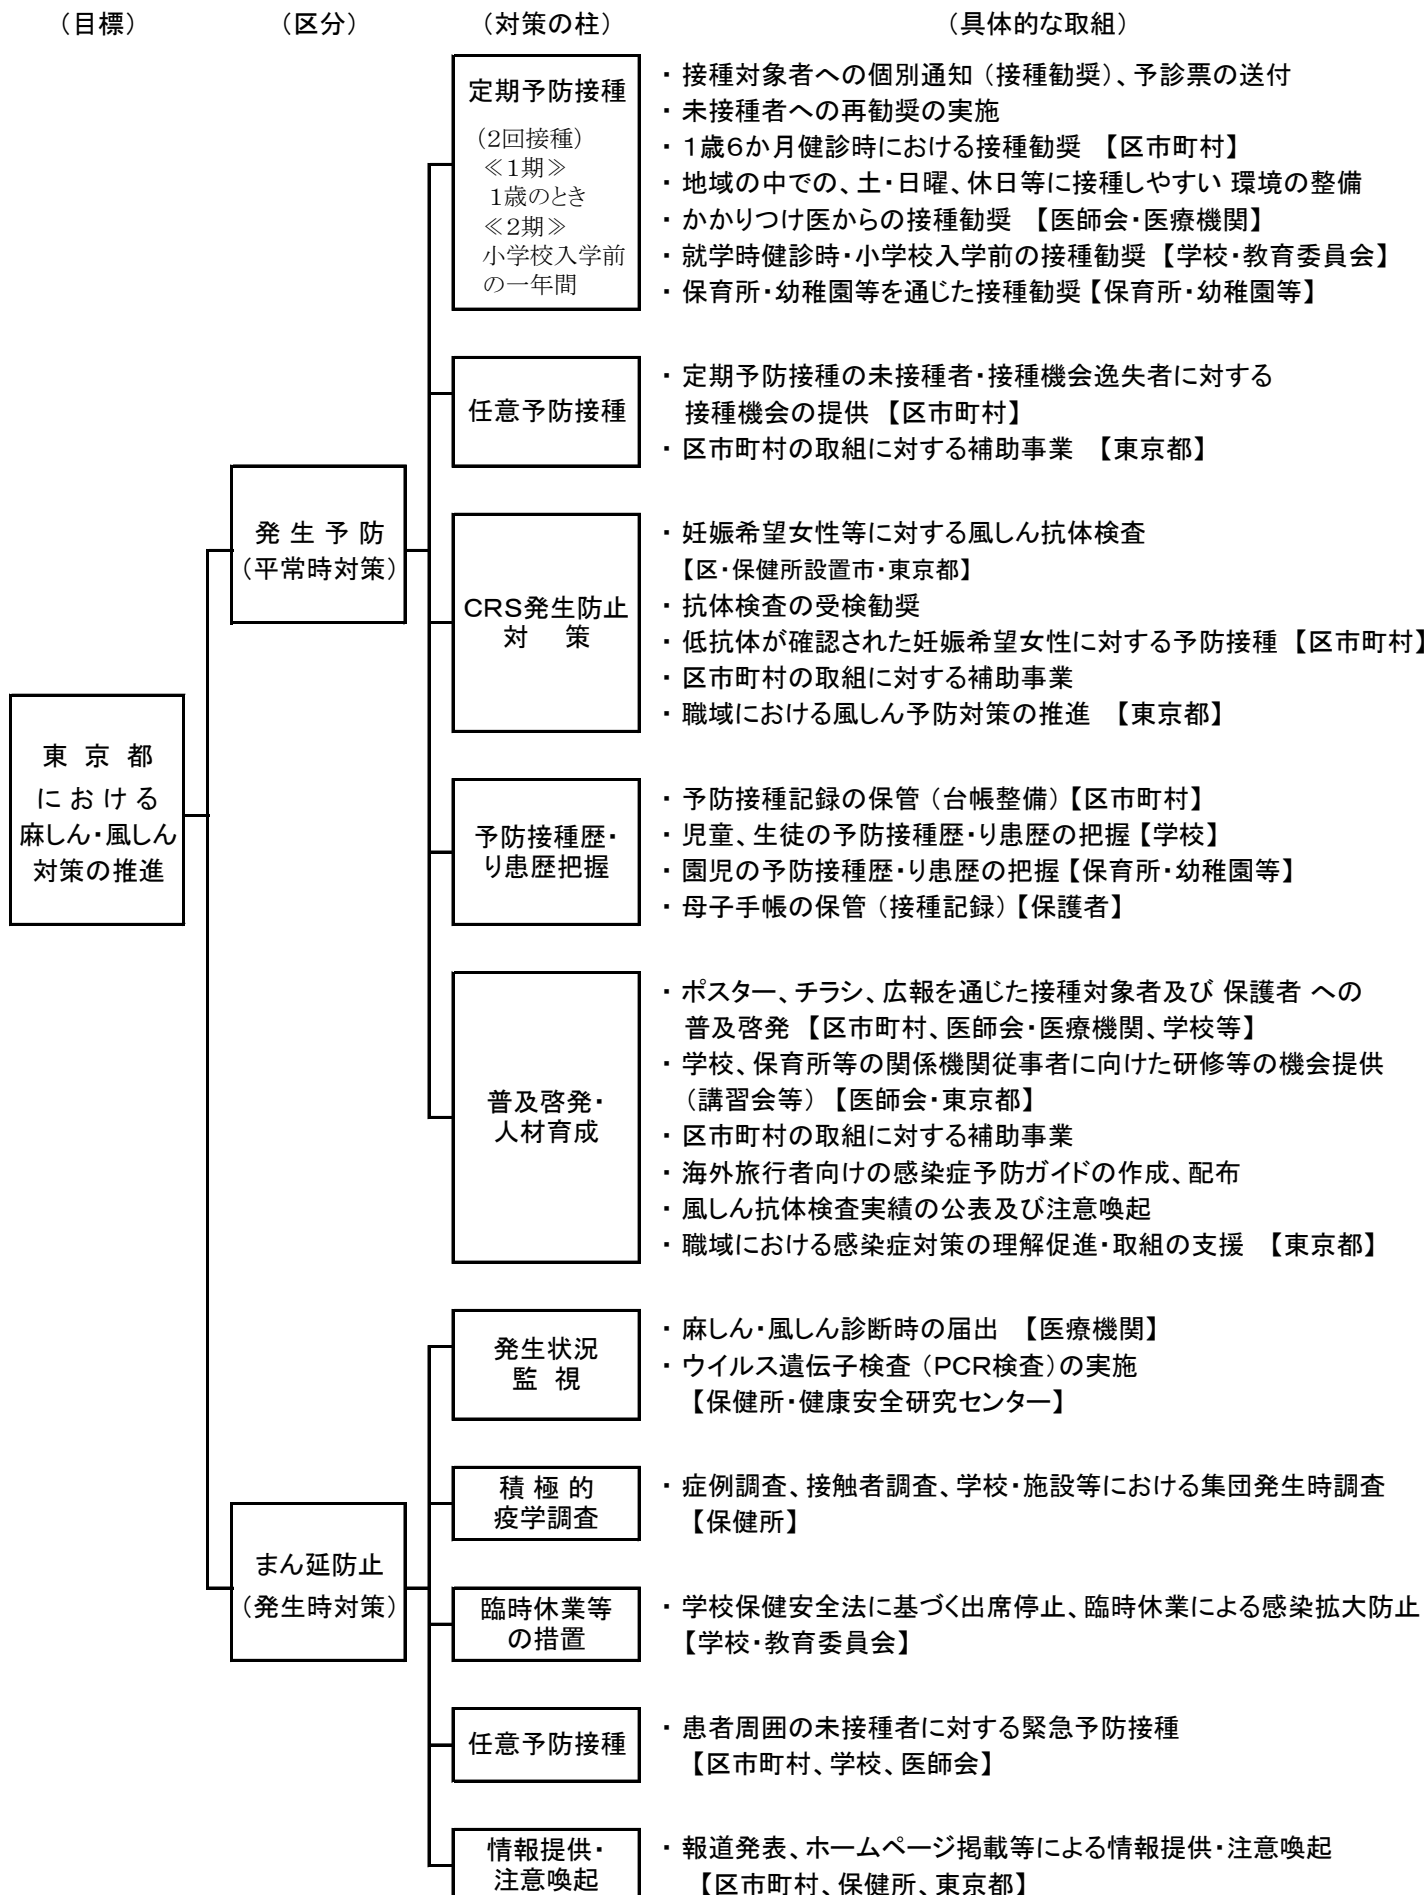 （目標）　（区分）　（対策の柱）　（具体的な取組）
東 京 都
に お け る
麻しん・風しん
対策の推進
発 生 予 防
（平常時対策）
定期予防接種
（2回接種）
≪1期≫
1歳のとき
≪2期≫
小学校入学前
の一年間
・ 接種対象者への個別通知（接種勧奨）、予診票の送付
・ 未接種者への再勧奨の実施
・ 1歳6か月健診時における接種勧奨　【区市町村】
・ 地域の中での、土・日曜、休日等に接種しやすい 環境の整備
・ かかりつけ医からの接種勧奨　【医師会・医療機関】
・ 就学時健診時・小学校入学前の接種勧奨 【学校・教育委員会】
・ 保育所・幼稚園等を通じた接種勧奨【保育所・幼稚園等】
任意予防接種
・ 定期予防接種の未接種者・接種機会逸失者に対する
接種機会の提供 【区市町村】
・ 区市町村の取組に対する補助事業　【東京都】
CRS発生防止
対　策
・ 妊娠希望女性等に対する風しん抗体検査
【区・保健所設置市・東京都】
・ 抗体検査の受検勧奨
・ 低抗体が確認された妊娠希望女性に対する予防接種 【区市町村】
・ 区市町村の取組に対する補助事業
・ 職域における風しん予防対策の推進　【東京都】
予防接種歴・
り患歴把握
・ 予防接種記録の保管（台帳整備）【区市町村】
・ 児童、生徒の予防接種歴・り患歴の把握【学校】
・ 園児の予防接種歴・り患歴の把握【保育所・幼稚園等】
・ 母子手帳の保管（接種記録）【保護者】
普及啓発・
人材育成
・ ポスター、チラシ、広報を通じた接種対象者及び 保護者 への
普及啓発 【区市町村、医師会・医療機関、学校等】
・ 学校、保育所等の関係機関従事者に向けた研修等の機会提供
（講習会等） 【医師会・東京都】
・ 区市町村の取組に対する補助事業
・ 海外旅行者向けの感染症予防ガイドの作成、配布
・ 風しん抗体検査実績の公表及び注意喚起
・ 職域における感染症対策の理解促進・取組の支援　【東京都】
まん延防止
（発生時対策）
発生状況
監 視
・ 麻しん・風しん診断時の届出　【医療機関】
・ ウイルス遺伝子検査（PCR検査）の実施
【保健所・健康安全研究センター】
積 極 的
疫学調査
・ 症例調査、接触者調査、学校・施設等における集団発生時調査
【保健所】
臨時休業等
の措置
・ 学校保健安全法に基づく出席停止、臨時休業による感染拡大防止
【学校・教育委員会】
任意予防接種
・ 患者周囲の未接種者に対する緊急予防接種
【区市町村、学校、医師会】
情報提供・
注意喚起
・ 報道発表、ホームページ掲載等による情報提供・注意喚起
【区市町村、保健所、東京都】